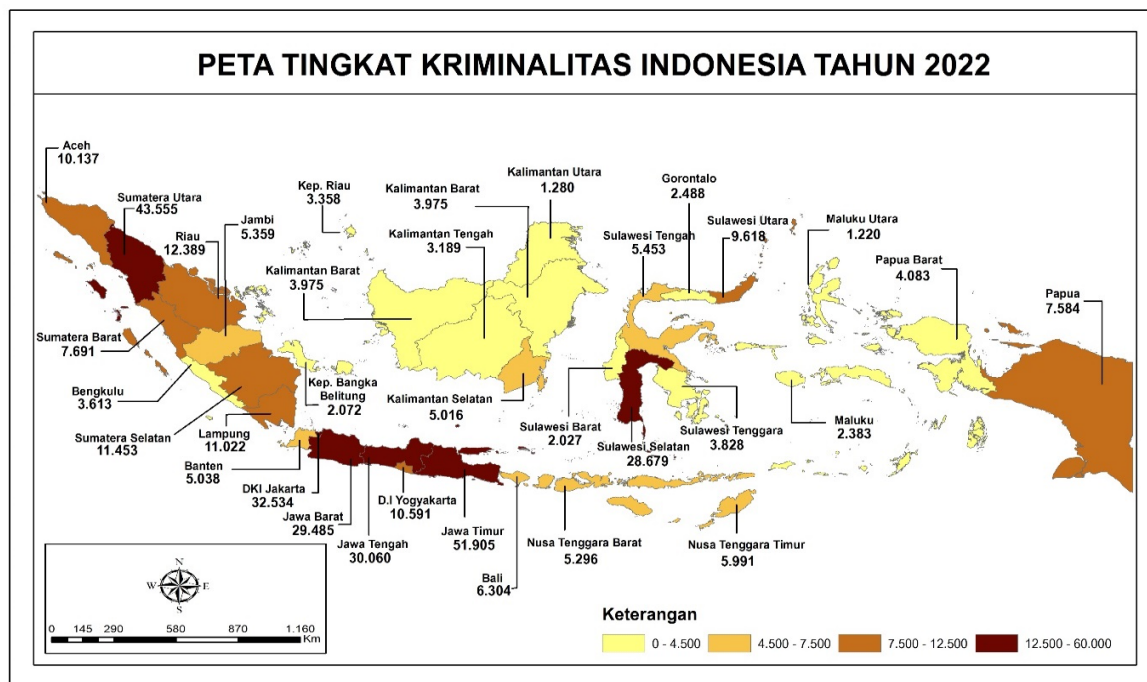 PETA TINGKAT KRIMINALITAS INDONESIA TAHUN 2022
Aceh
10.137
Sumatera Utara
43.555
Riau
12.389
Jambi
5.359
Kep. Riau
3.358
Kalimantan Barat
3.975
Kalimantan Tengah
3.189
Kalimantan Barat
3.975
Kalimantan Utara
1.280
Gorontalo
2.488
Sulawesi Tengah
5.453
Sulawesi Utara
9.618
Maluku Utara
1.220
Papua Barat
4.083
Papua
7.584
Sumatera Barat
7.691
Bengkulu
3.613
Sumatera Selatan
11.453
Lampung
11.022
Kep. Bangka
Belitung
2.072
Kalimantan Selatan
5.016
Sulawesi Barat
2.027
Sulawesi Selatan
28.679
Sulawesi Tenggara
3.828
Maluku
2.383
Banten
5.038
DKI Jakarta
32.534
Jawa Barat
29.485
Jawa Tengah
30.060
D.I Yogyakarta
10.591
Jawa Timur
51.905
Bali
6.304
Nusa Tenggara Barat
5.296
Nusa Tenggara Timur
5.991
N
W E
S
0 145 290 580 870 1.160
Km
Keterangan
0 - 4.500 4.500 - 7.500 7.500 - 12.500 12.500 - 60.000